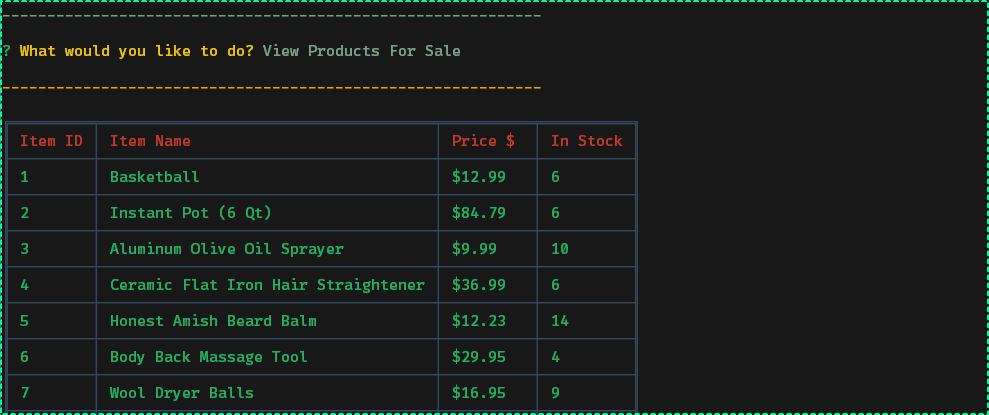 ------------------------------------------------------------
? What would you like to do? View Products For Sale
------------------------------------------------------------
Item ID Item Name Price $ In Stock
1 Basketball $12.99 6
2 Instant Pot (6 Qt) $84.79 6
3 Aluminum Olive Oil Sprayer $9.99 10
4 Ceramic Flat Iron Hair Straightener $36.99 6
5 Honest Amish Beard Balm $12.23 14
6 Body Back Massage Tool $29.95 4
7 Wool Dryer Balls $16.95 9